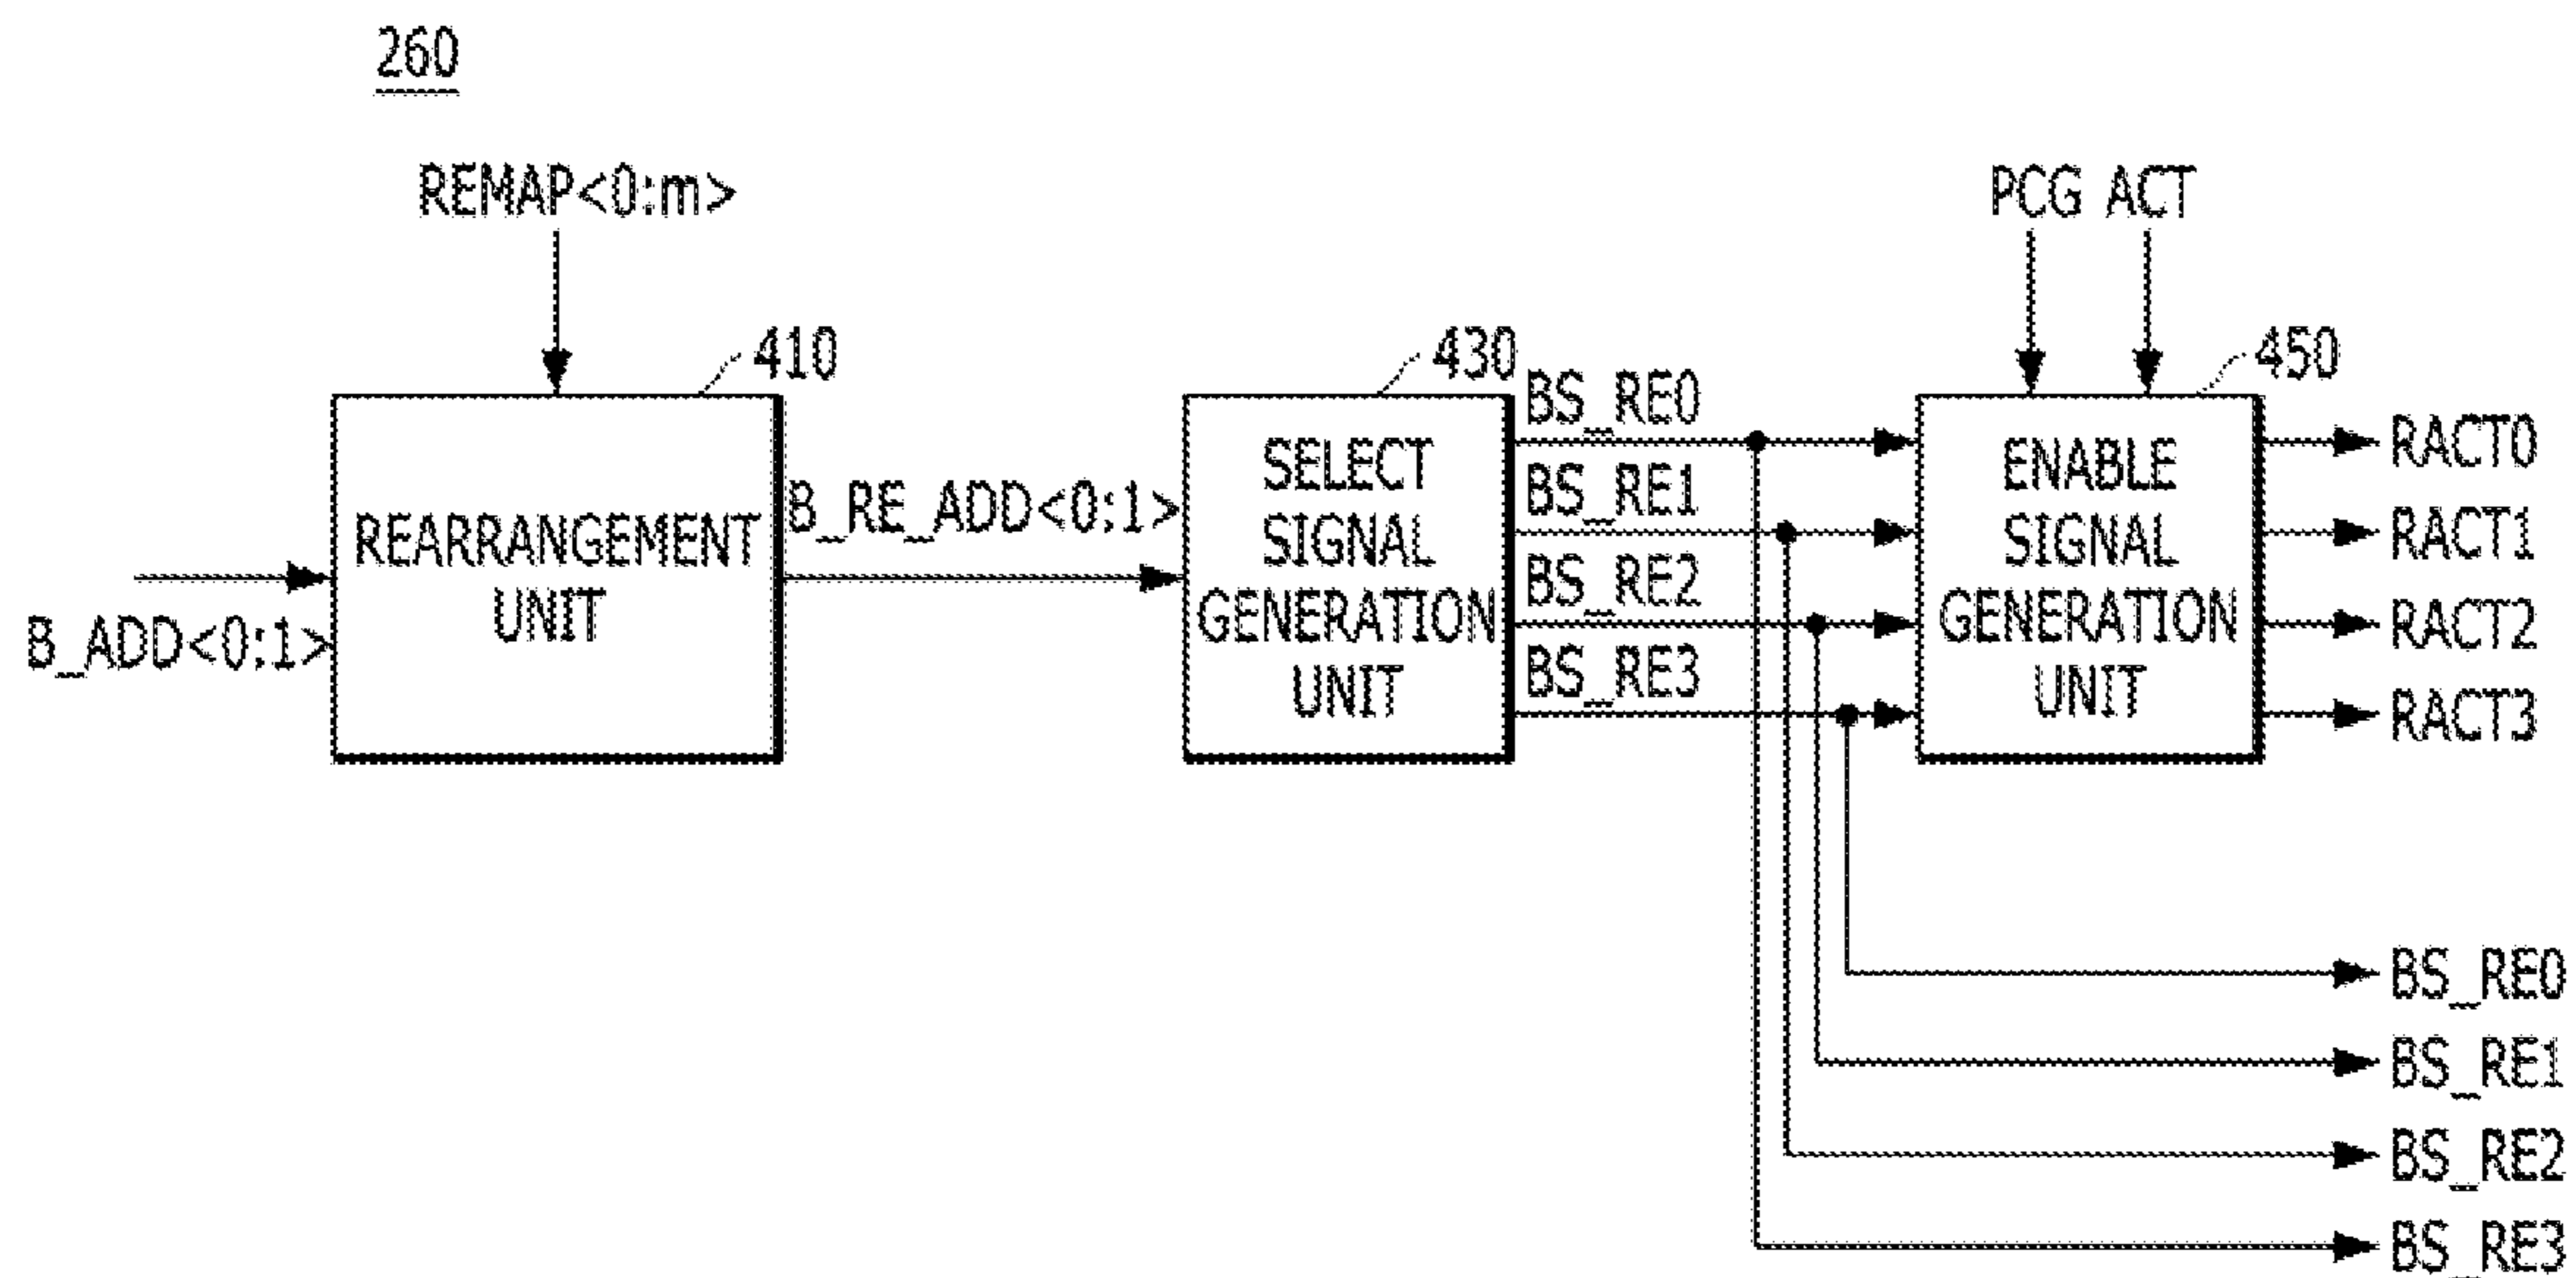 260
REMAP<0:m>
PCG ACT
410
430
450
B_ADD<0:1>
REARRANGEMENT
UNIT
B_RE_ADD<0:1>
SELECT
SIGNAL
GENERATION
UNIT
BS_RE0
BS_RE1
BS_RE2
BS_RE3
ENABLE
SIGNAL
GENERATION
UNIT
RACT0
RACT1
RACT2
RACT3
BS_RE0
BS_RE1
BS_RE2
BS_RE3